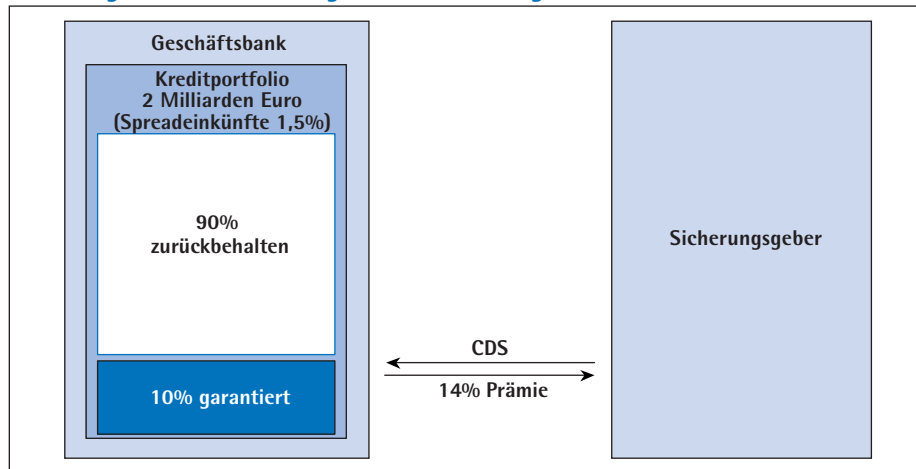 Geschäftsbank
Kreditportfolio
2 Milliarden Euro
(Spreadeinkünfte 1,5%)
90%
zurückbehalten
10% garantiert
CDS
14% Prämie
Sicherungsgeber